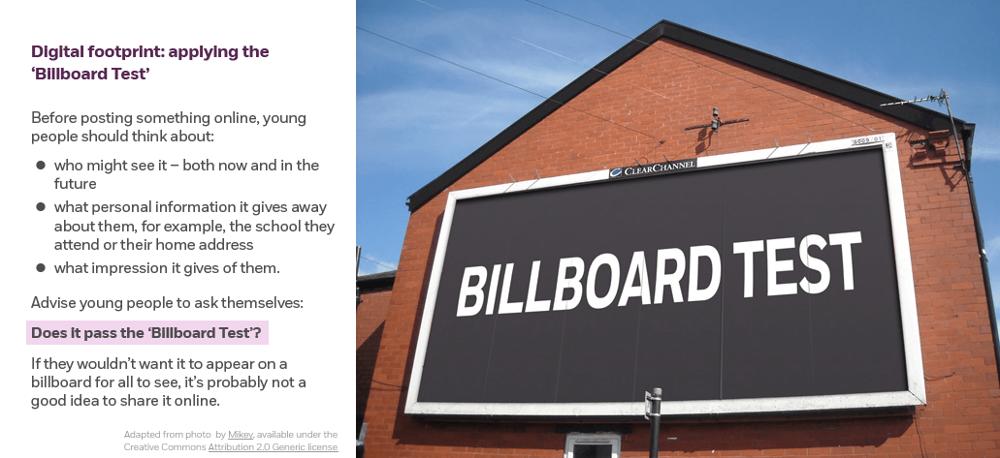 Digital footprint: applying the
‘Billboard Test’
Before posting something online, young
people should think about:
● who might see it – both now and in the
future
● what personal information it gives away
about them, for example, the school they
attend or their home address
● what impression it gives of them.
Advise young people to ask themselves:
Does it pass the ‘Billboard Test’?
If they wouldn’t want it to appear on a
billboard for all to see, it’s probably not a
good idea to share it online.
Adapted from photo by Mikey, available under the
Creative Commons Attribution 2.0 Generic license
CLEARCHANNEL
BILLBOARD TEST